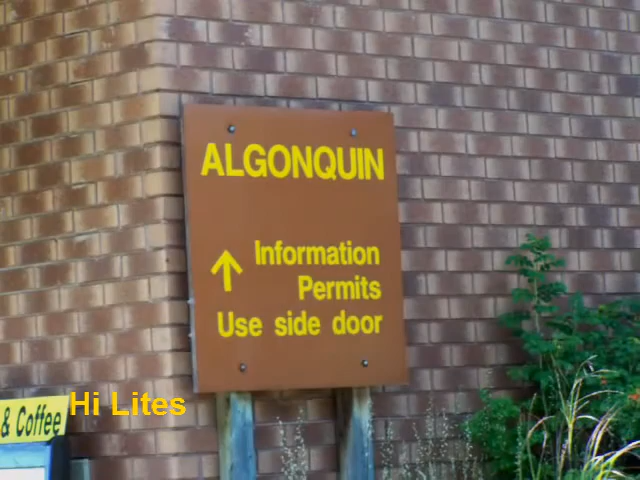 ALGONQUIN
Information
Permits
Use side door
& Coffee
Hi Lites